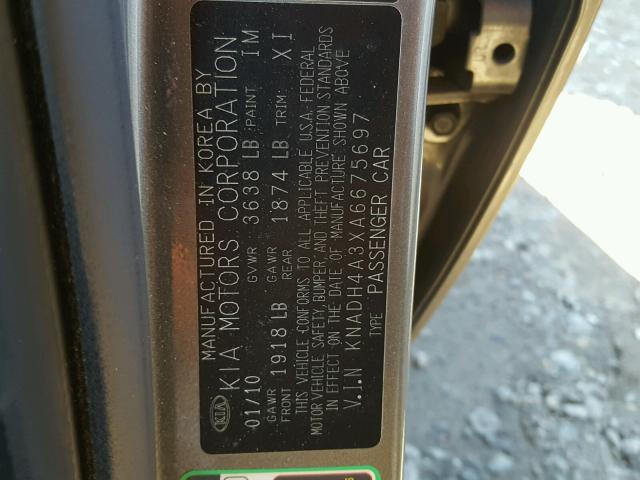 KIA
MANUFACTURED IN KOREA BY
KIA MOTORS CORPORATION
01/10 GVWR 3638 LB PAINT IM
GAWR FRONT 1918 LB GAWR REAR 1874 LB TRIM XI
THIS VEHICLE CONFORMS TO ALL APPLICABLE U.S.A. FEDERAL
MOTOR VEHICLE SAFETY, BUMPER, AND THEFT PREVENTION STANDARDS
IN EFFECT ON THE DATE OF MANUFACTURE SHOWN ABOVE
V.I.N KNADH4A3XA6675697
TYPE PASSENGER CAR